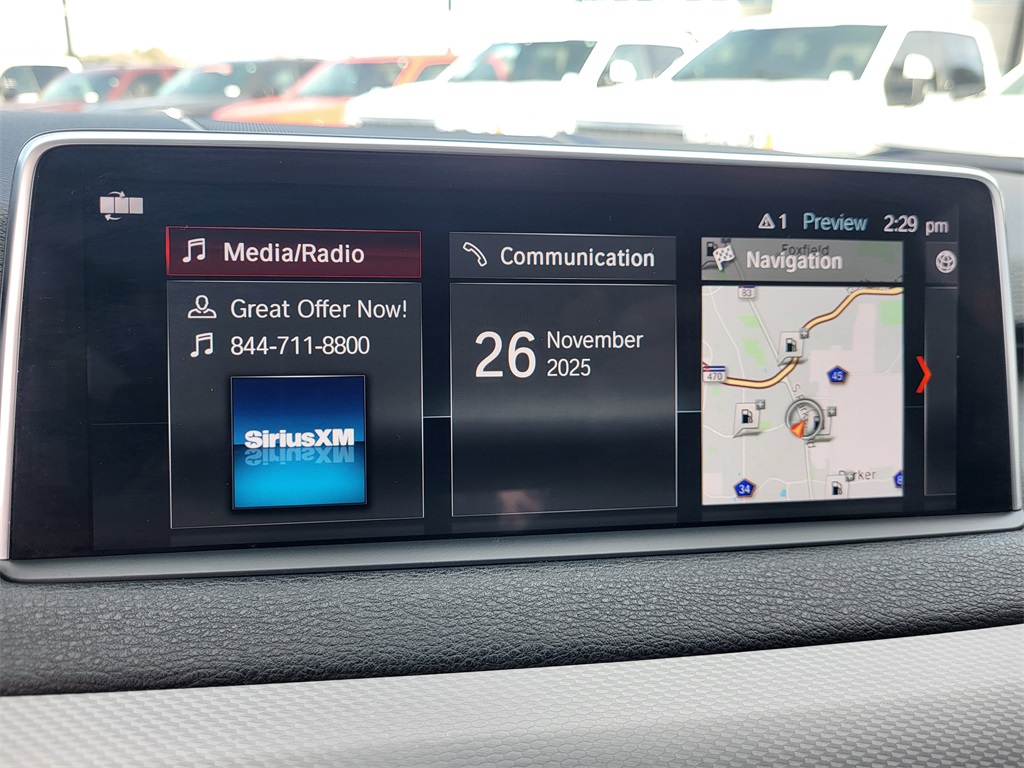 1 Preview 2:29 pm
Media/Radio
Great Offer Now!
844-711-8800
SiriusXM
Communication
26 November
2025
Foxfield
Navigation
83
470
45
34
8